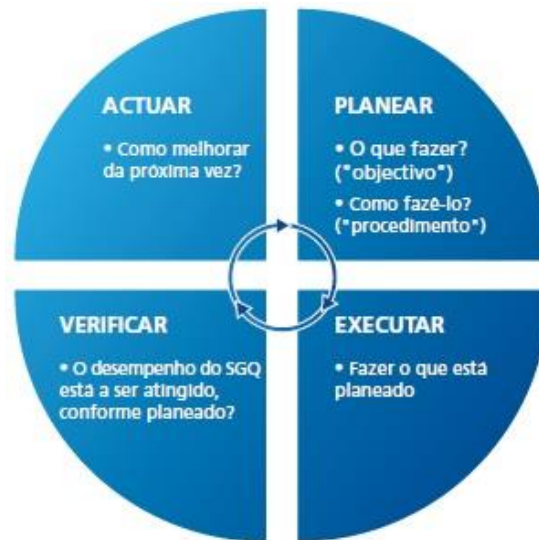 ACTUAR
• Como melhorar
da próxima vez?
PLANEAR
• O que fazer?
("objectivo")
• Como fazê-lo?
("procedimento")
VERIFICAR
• O desempenho do SGQ
está a ser atingido,
conforme planeado?
EXECUTAR
• Fazer o que está
planeado